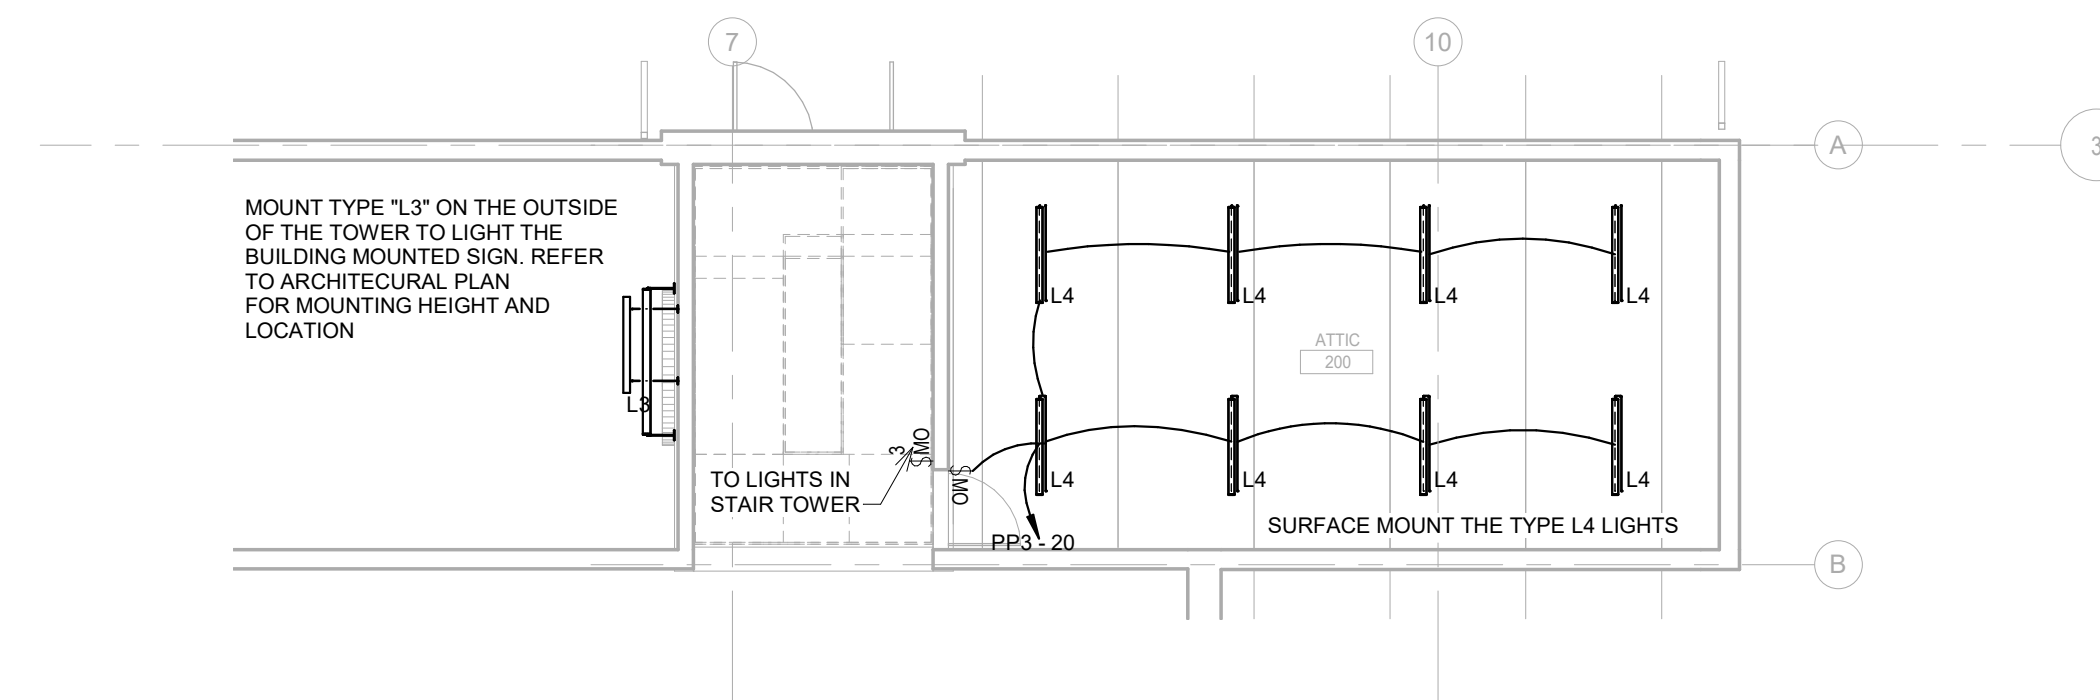 7
10
A
3
MOUNT TYPE "L3" ON THE OUTSIDE
OF THE TOWER TO LIGHT THE
BUILDING MOUNTED SIGN. REFER
TO ARCHITECURAL PLAN
FOR MOUNTING HEIGHT AND
LOCATION
L3
L4
L4
L4
L4
ATTIC
200
3
$MO
TO LIGHTS IN
STAIR TOWER
$MO
L4
L4
L4
L4
SURFACE MOUNT THE TYPE L4 LIGHTS
PP3 - 20
B